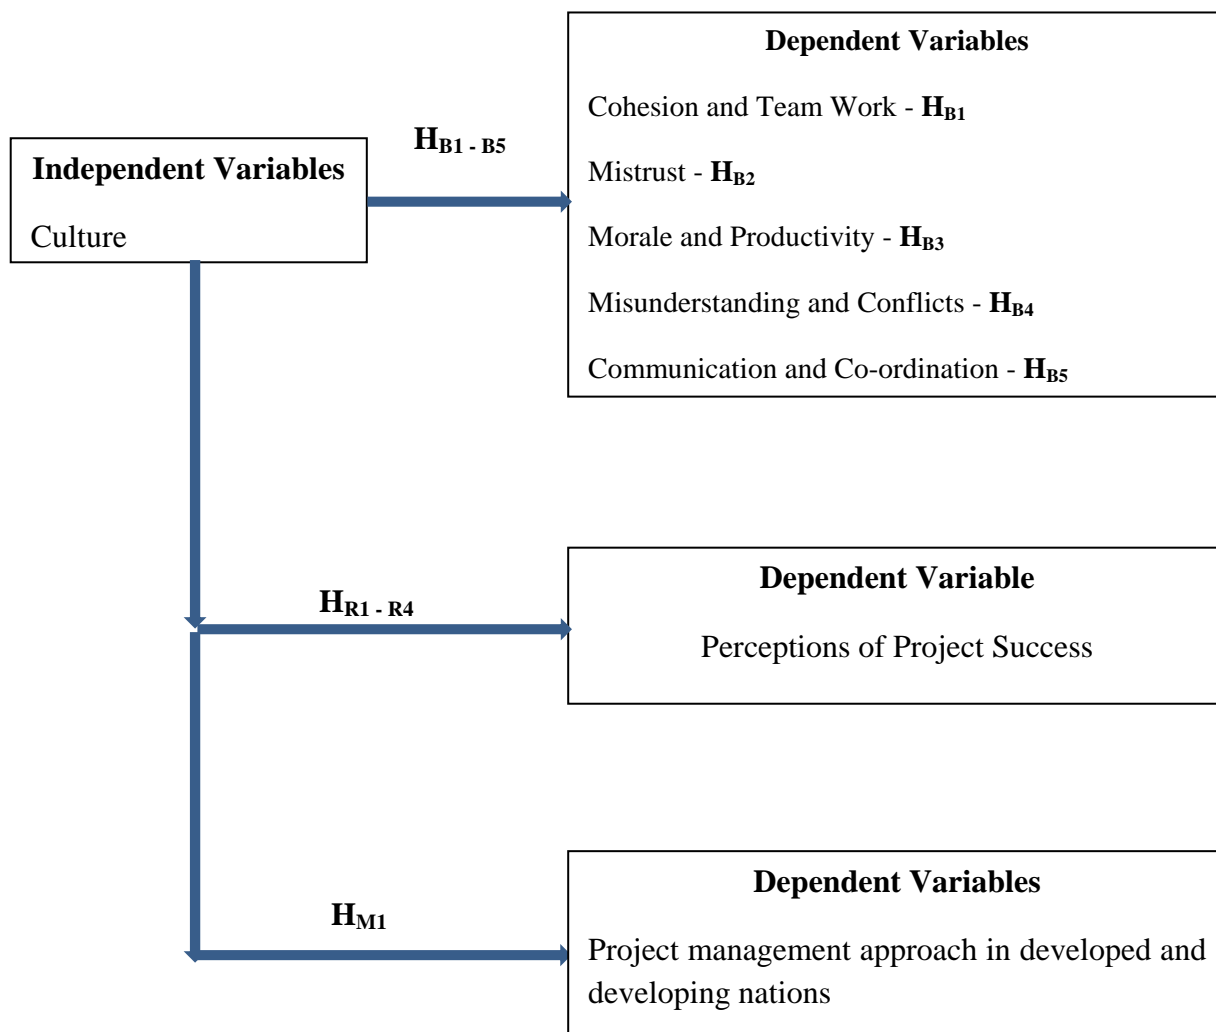 Dependent Variables
Cohesion and Team Work - HB1
Mistrust - HB2
Morale and Productivity - HB3
Misunderstanding and Conflicts - HB4
Communication and Co-ordination - HB5
HB1 - B5
Independent Variables
Culture
HR1 - R4
Dependent Variable
Perceptions of Project Success
HM1
Dependent Variables
Project management approach in developed and
developing nations